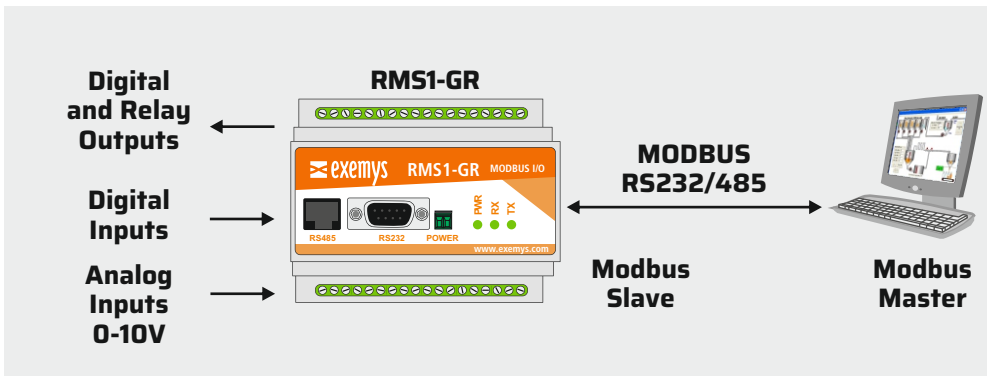 Digital
and Relay
Outputs
Digital
Inputs
Analog
Inputs
0-10V
RMS1-GR
exemys
RMS1-GR MODBUS I/O
PWR
RX
TX
RS485
RS232
POWER
www.exemys.com
MODBUS
RS232/485
Modbus
Slave
Modbus
Master